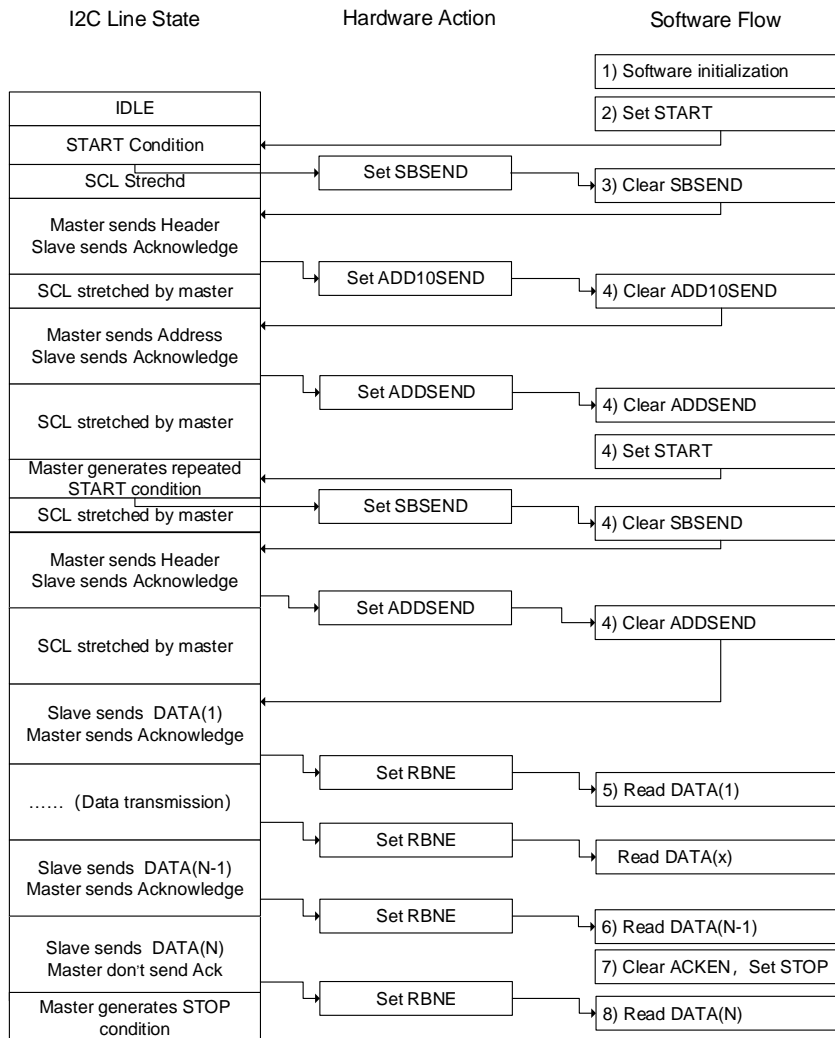 I2C Line State
Hardware Action
Software Flow
1) Software initialization
IDLE
2) Set START
START Condition
Set SBSEND
SCL Strechd
3) Clear SBSEND
Master sends Header
Slave sends Acknowledge
Set ADD10SEND
SCL stretched by master
4) Clear ADD10SEND
Master sends Address
Slave sends Acknowledge
Set ADDSEND
4) Clear ADDSEND
SCL stretched by master
4) Set START
Master generates repeated
START condition
Set SBSEND
SCL stretched by master
4) Clear SBSEND
Master sends Header
Slave sends Acknowledge
Set ADDSEND
4) Clear ADDSEND
SCL stretched by master
Slave sends DATA(1)
Master sends Acknowledge
Set RBNE
5) Read DATA(1)
…… (Data transmission)
Set RBNE
Read DATA(x)
Slave sends DATA(N-1)
Master sends Acknowledge
Set RBNE
6) Read DATA(N-1)
Slave sends DATA(N)
Master don't send Ack
7) Clear ACKEN, Set STOP
Set RBNE
8) Read DATA(N)
Master generates STOP
condition